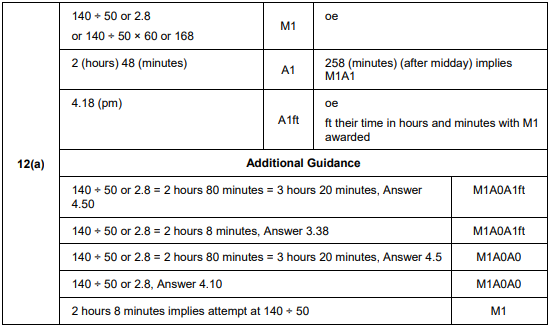 140 ÷ 50 or 2.8
or 140 ÷ 50 × 60 or 168
M1
oe
2 (hours) 48 (minutes)
A1
258 (minutes) (after midday) implies
M1A1
4.18 (pm)
A1ft
oe
ft their time in hours and minutes with M1
awarded
12(a)
Additional Guidance
140 ÷ 50 or 2.8 = 2 hours 80 minutes = 3 hours 20 minutes, Answer
4.50
M1A0A1ft
140 ÷ 50 or 2.8 = 2 hours 8 minutes, Answer 3.38
M1A0A1ft
140 ÷ 50 or 2.8 = 2 hours 80 minutes = 3 hours 20 minutes, Answer 4.5
M1A0A0
140 ÷ 50 or 2.8, Answer 4.10
M1A0A0
2 hours 8 minutes implies attempt at 140 ÷ 50
M1